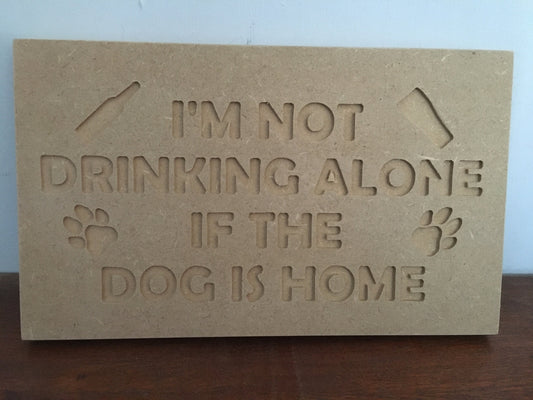 I'M NOT
DRINKING ALONE
IF THE
DOG IS HOME